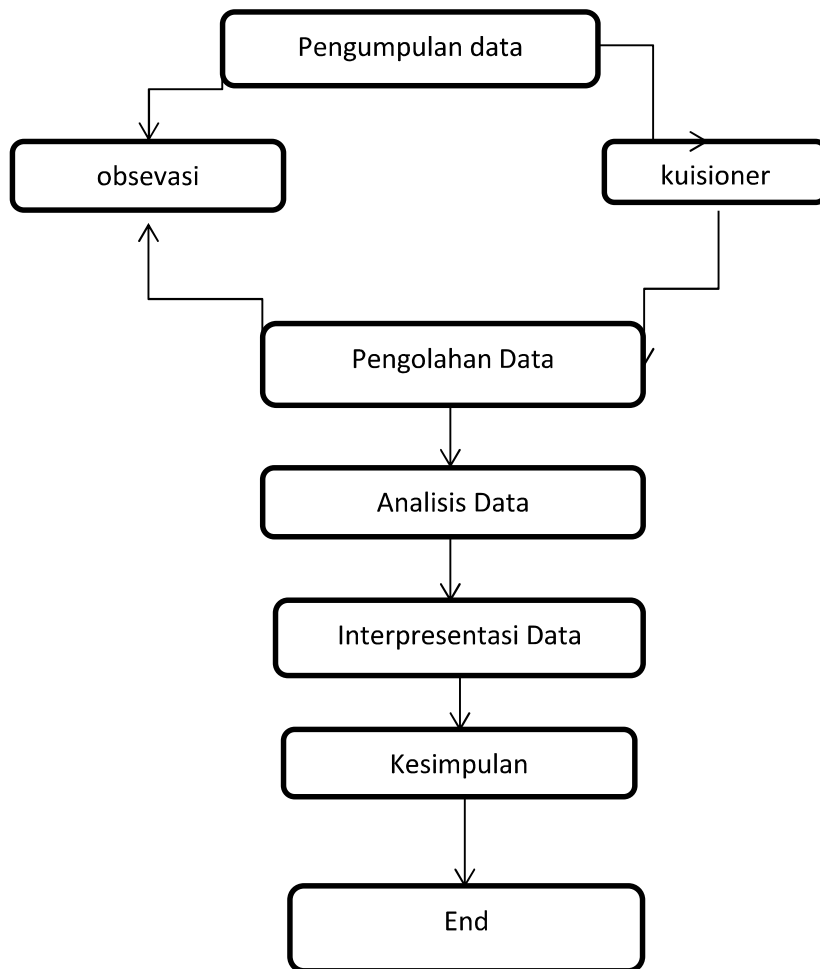 Pengumpulan data
obsevasi
kuisioner
Pengolahan Data
Analisis Data
Interpresentasi Data
Kesimpulan
End